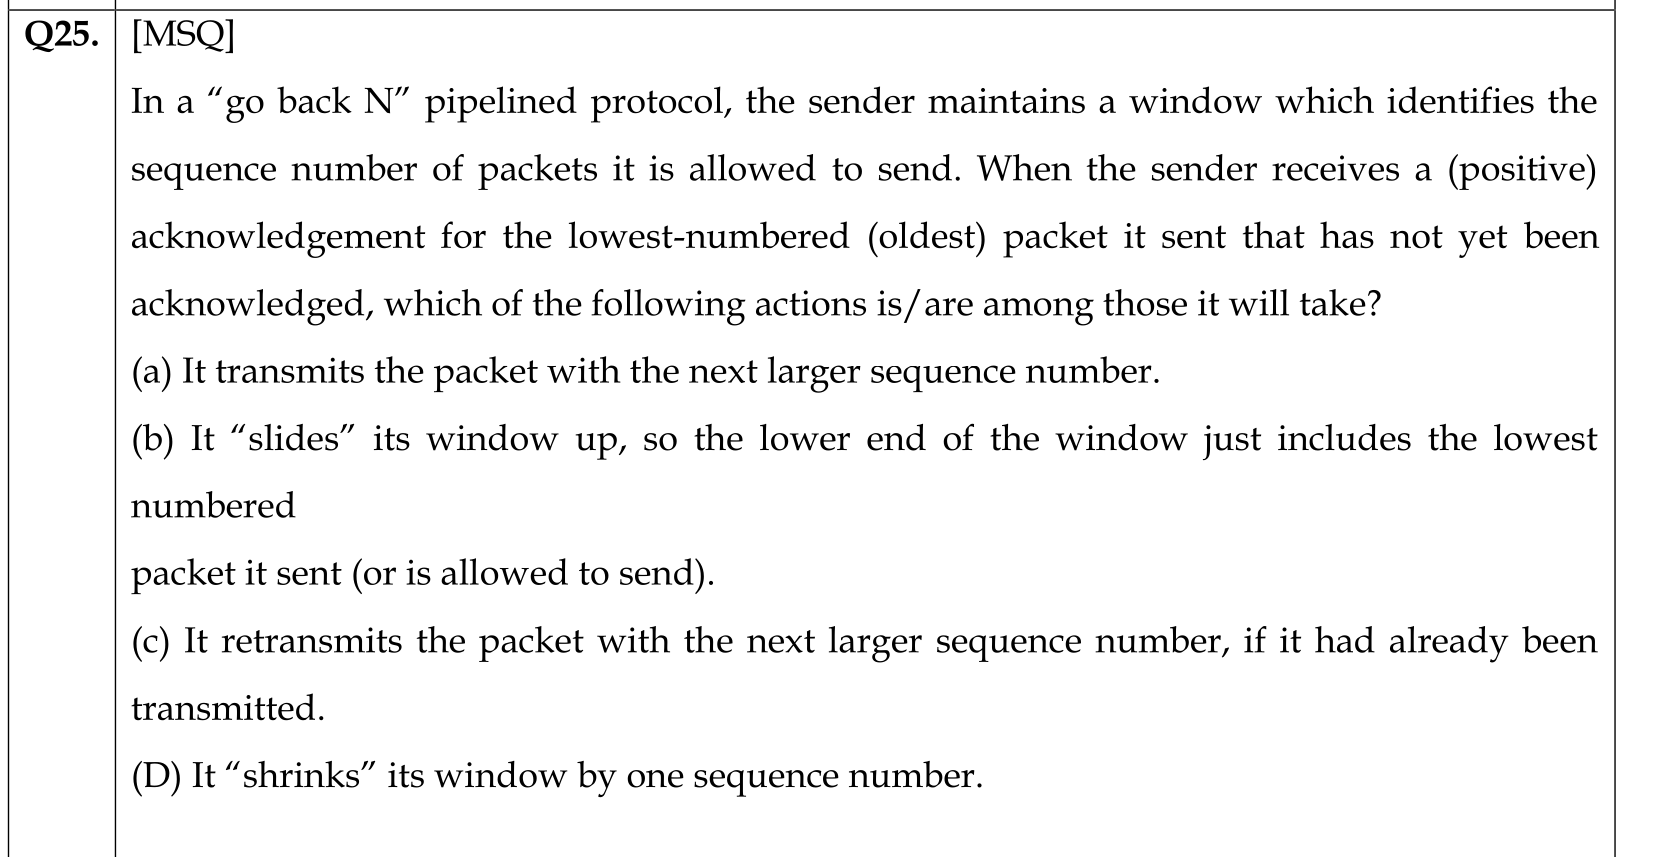 Q25. [MSQ]
In a “go back N” pipelined protocol, the sender maintains a window which identifies the
sequence number of packets it is allowed to send. When the sender receives a (positive)
acknowledgement for the lowest-numbered (oldest) packet it sent that has not yet been
acknowledged, which of the following actions is/are among those it will take?
(a) It transmits the packet with the next larger sequence number.
(b) It “slides” its window up, so the lower end of the window just includes the lowest
numbered
packet it sent (or is allowed to send).
(c) It retransmits the packet with the next larger sequence number, if it had already been
transmitted.
(D) It “shrinks” its window by one sequence number.